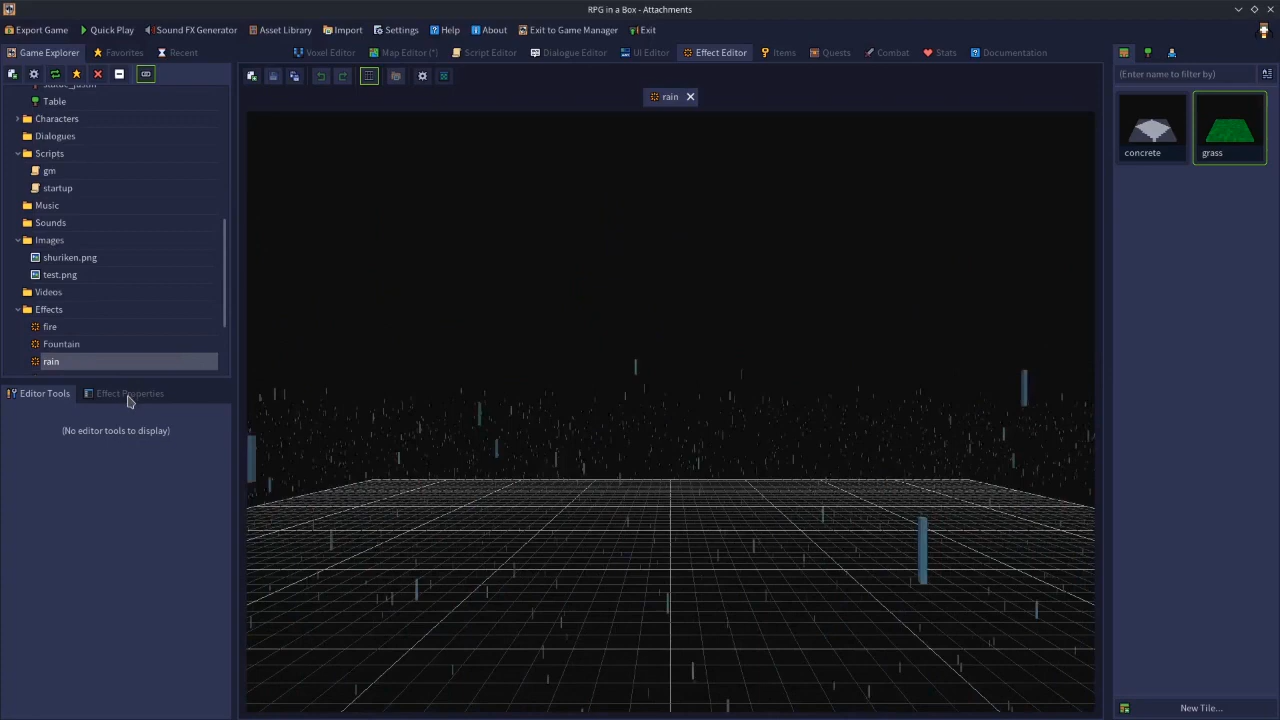 RPG in a Box - Attachments
Export Game Quick Play Sound FX Generator Asset Library Import Settings Help About Exit to Game Manager Exit
Game Explorer Favorites Recent Voxel Editor Map Editor (*) Script Editor Dialogue Editor UI Editor Effect Editor Items Quests Combat Stats Documentation
(Enter name to filter by)
Table
Characters
Dialogues
Scripts
gm
startup
Music
Sounds
Images
shuriken.png
test.png
Videos
Effects
fire
Fountain
rain
Editor Tools Effect Properties
(No editor tools to display)
rain
concrete grass
New Tile...